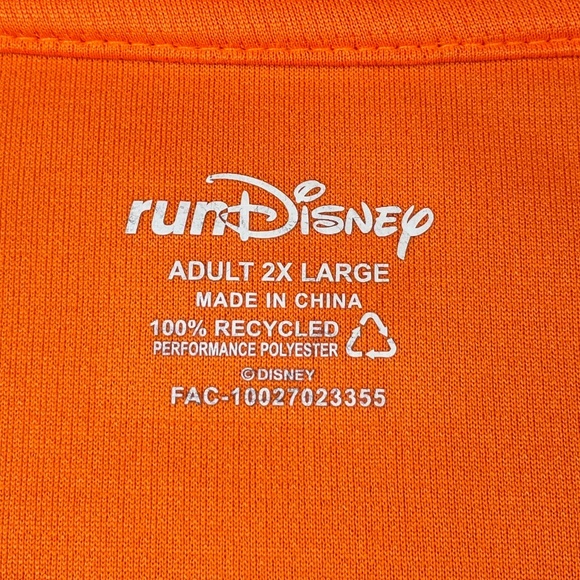 runDisney
ADULT 2X LARGE
MADE IN CHINA
100% RECYCLED
PERFORMANCE POLYESTER
©DISNEY
FAC-10027023355